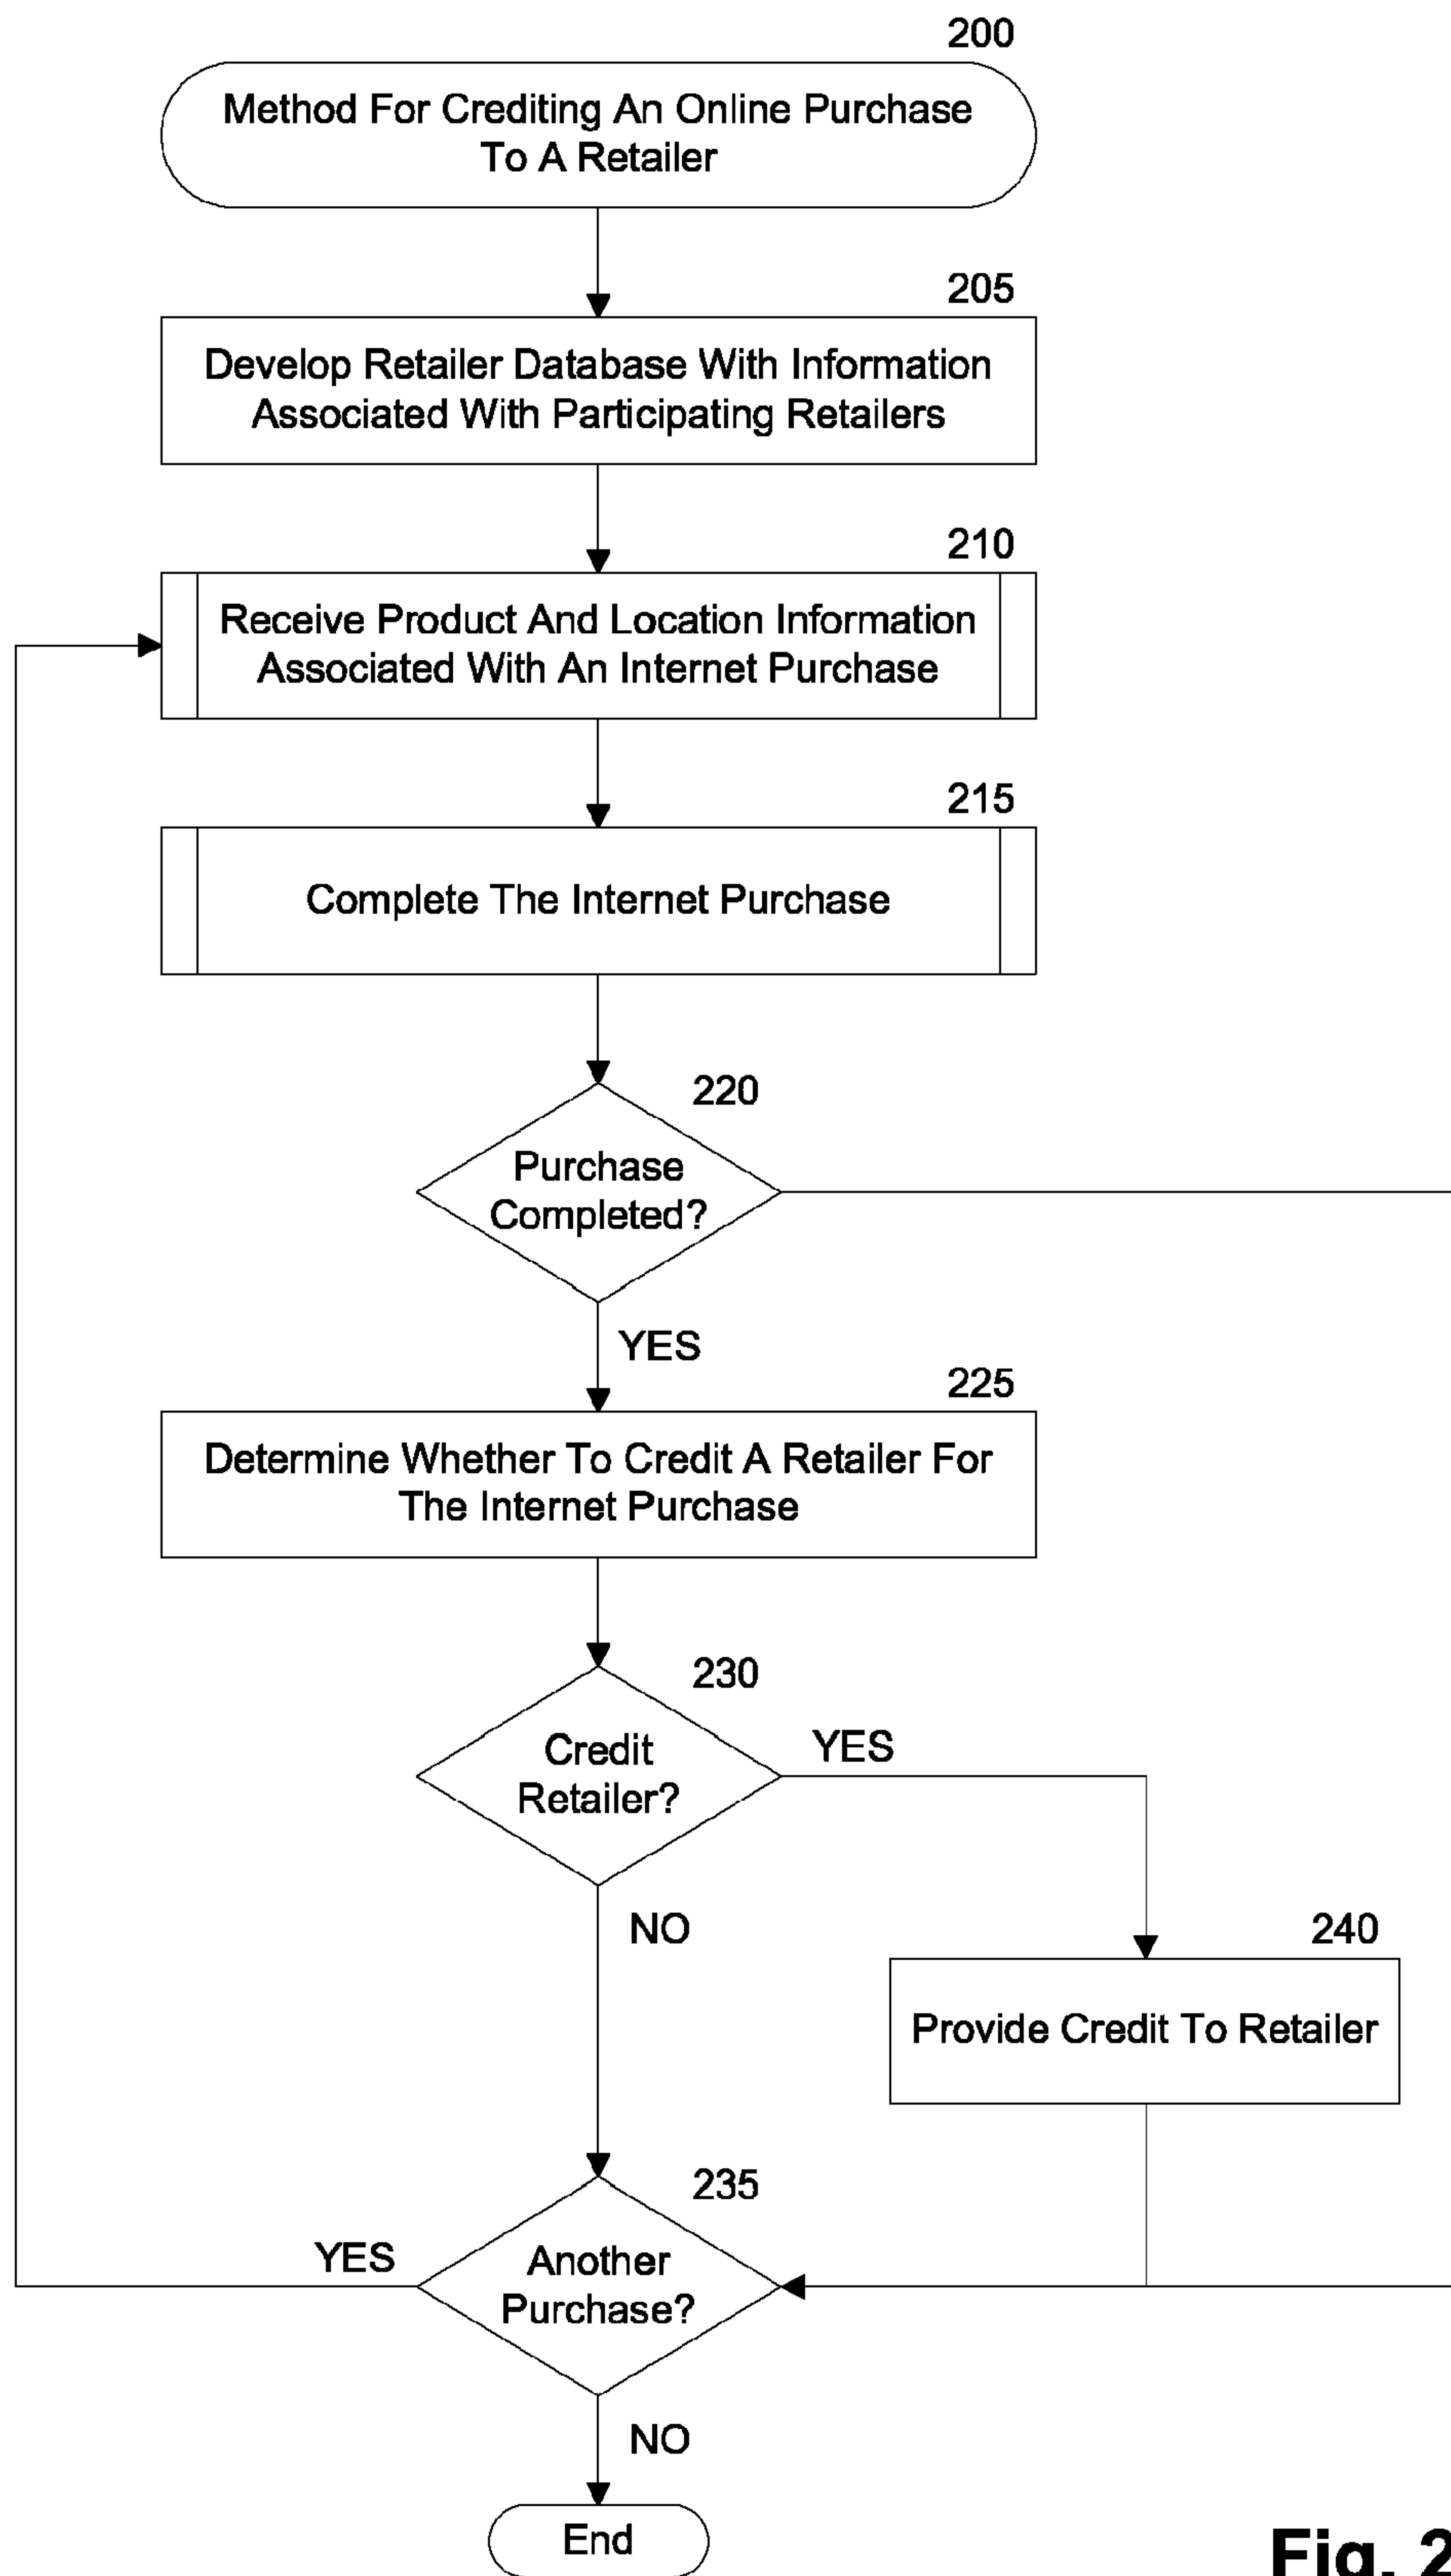 200
Method For Crediting An Online Purchase
To A Retailer
205
Develop Retailer Database With Information
Associated With Participating Retailers
210
Receive Product And Location Information
Associated With An Internet Purchase
215
Complete The Internet Purchase
220
Purchase
Completed?
YES
225
Determine Whether To Credit A Retailer For
The Internet Purchase
230
Credit
Retailer?
YES
NO
240
Provide Credit To Retailer
235
Another
Purchase?
YES
NO
End
Fig. 2